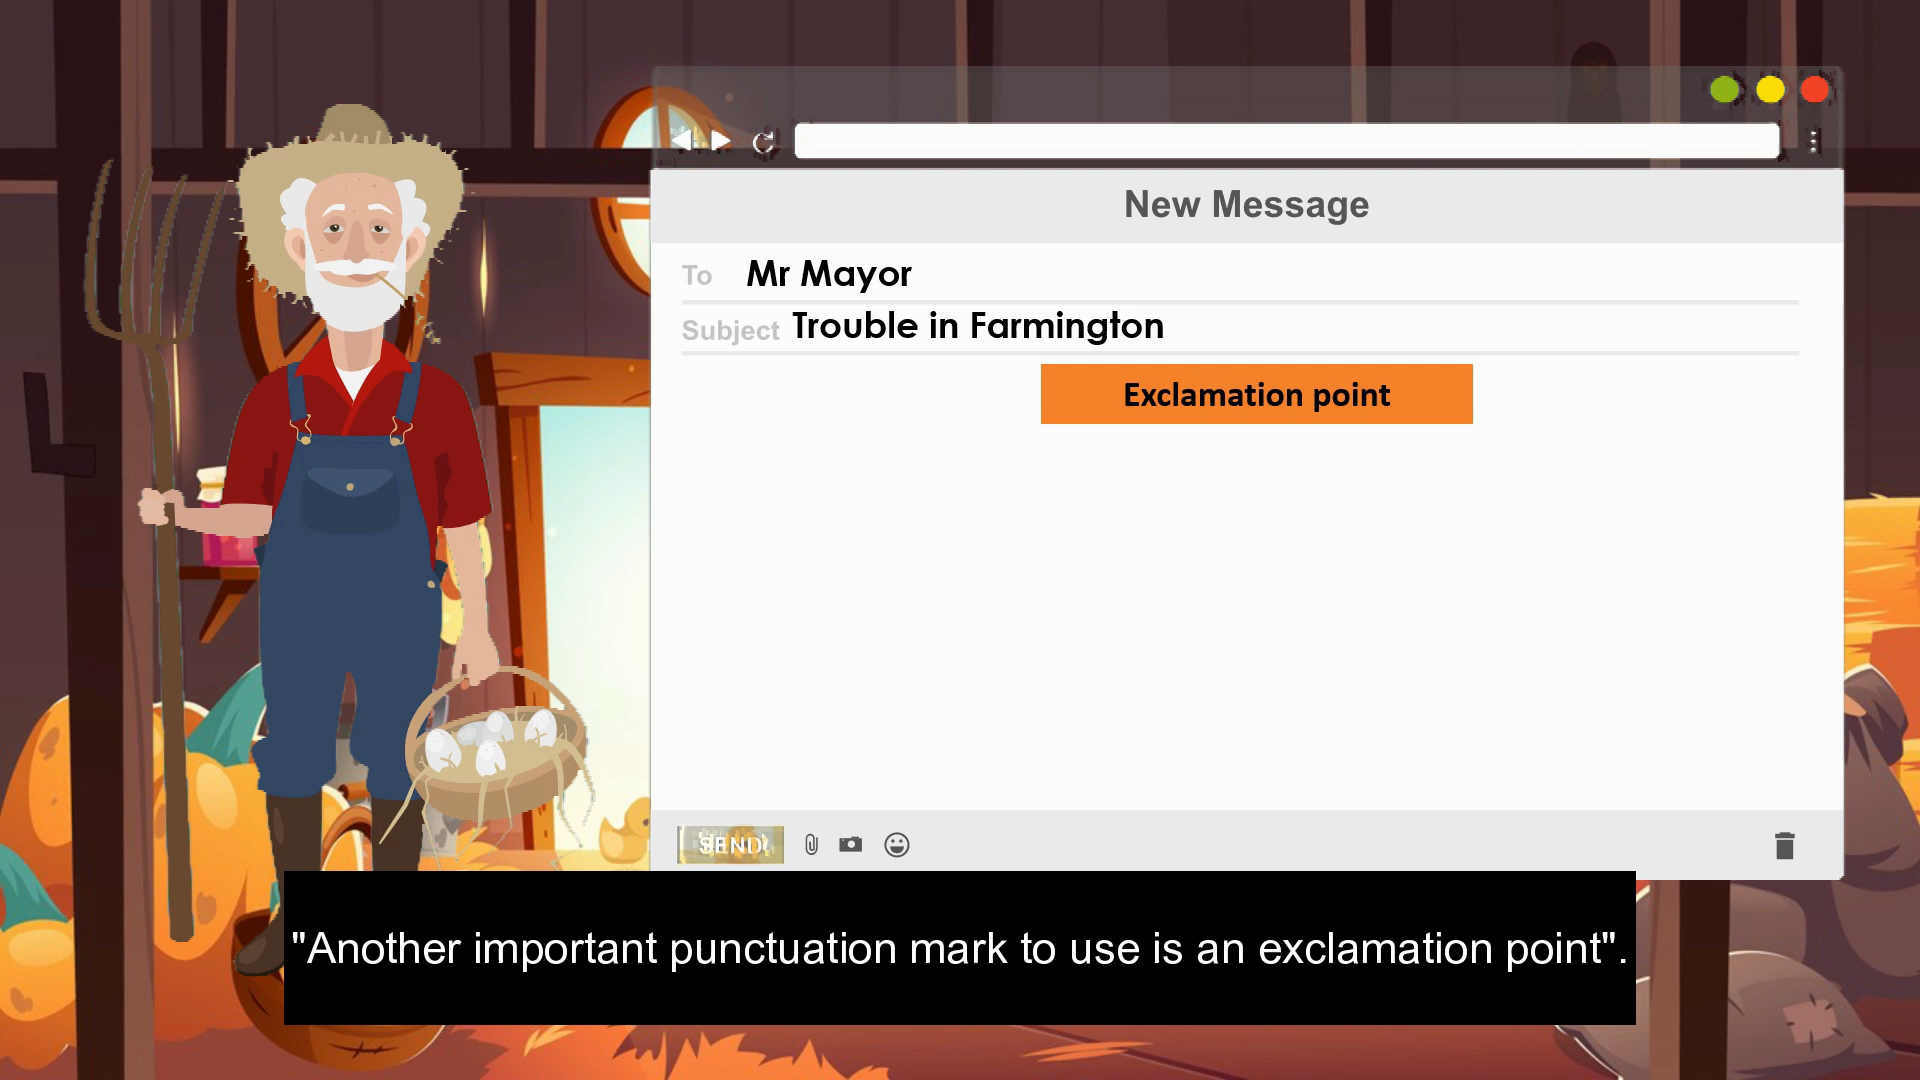 New Message
To Mr Mayor
Subject Trouble in Farmington
Exclamation point
SEND
"Another important punctuation mark to use is an exclamation point".